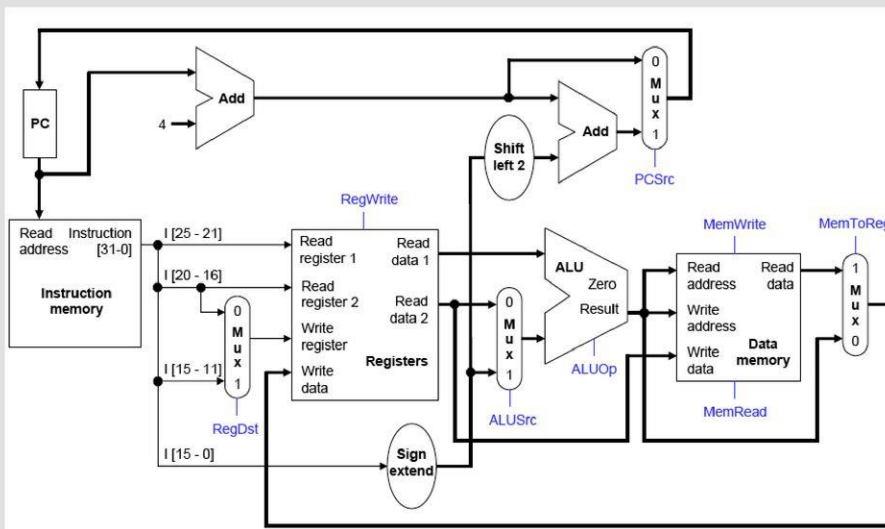 0
M
u
x
1
PCSrc
Add
4
PC
Add
Shift
left 2
RegWrite
Read
address
Instruction
[31-0]
Instruction
memory
I [25 - 21]
I [20 - 16]
I [15 - 11]
I [15 - 0]
0
M
u
x
1
RegDst
Read
register 1
Read
register 2
Write
register
Write
data
Read
data 1
Read
data 2
Registers
Sign
extend
0
M
u
x
1
ALUSrc
ALU
Zero
Result
ALUOp
MemWrite
Read
address
Write
address
Write
data
Read
data
Data
memory
MemRead
MemToReg
1
M
u
x
0